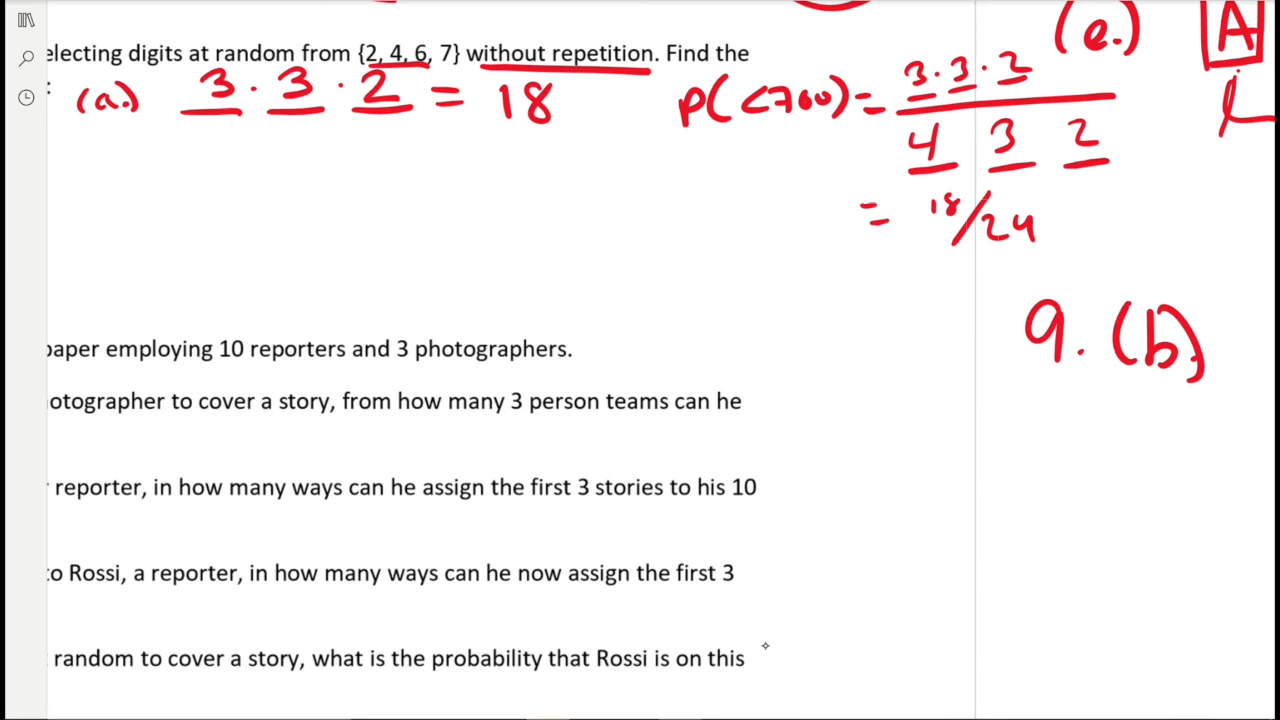 electing digits at random from {2, 4, 6, 7} without repetition. Find the
:
(a.) 3 · 3 · 2 = 18
P(<700) = 3 · 3 · 2
4 3 2
= 18/24
(e.)
A
9. (b)
paper employing 10 reporters and 3 photographers.
otographer to cover a story, from how many 3 person teams can he
reporter, in how many ways can he assign the first 3 stories to his 10
to Rossi, a reporter, in how many ways can he now assign the first 3
random to cover a story, what is the probability that Rossi is on this